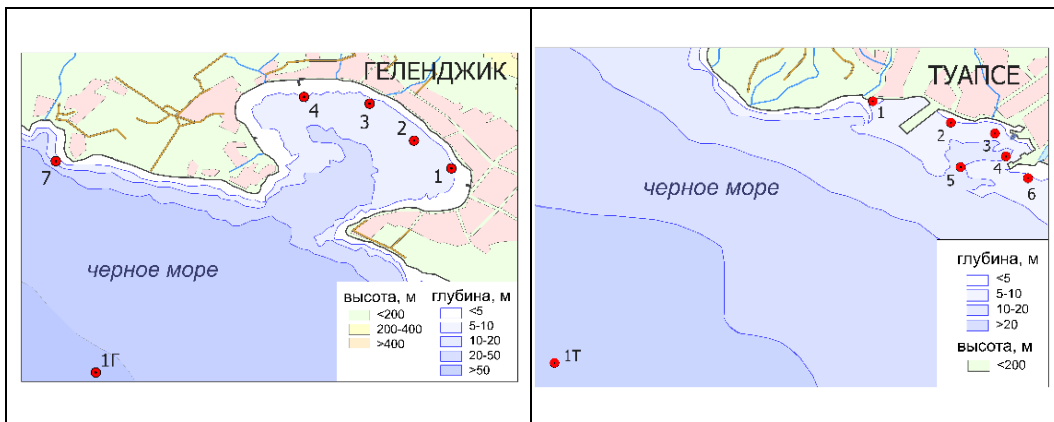 ГЕЛЕНДЖИК
4
3
2
1
7
черное море
1Г
высота, м
<200
200-400
>400
глубина, м
<5
5-10
10-20
20-50
>50
ТУАПСЕ
1
2
3
4
5
6
черное море
1Т
глубина, м
<5
5-10
10-20
>20
высота, м
<200